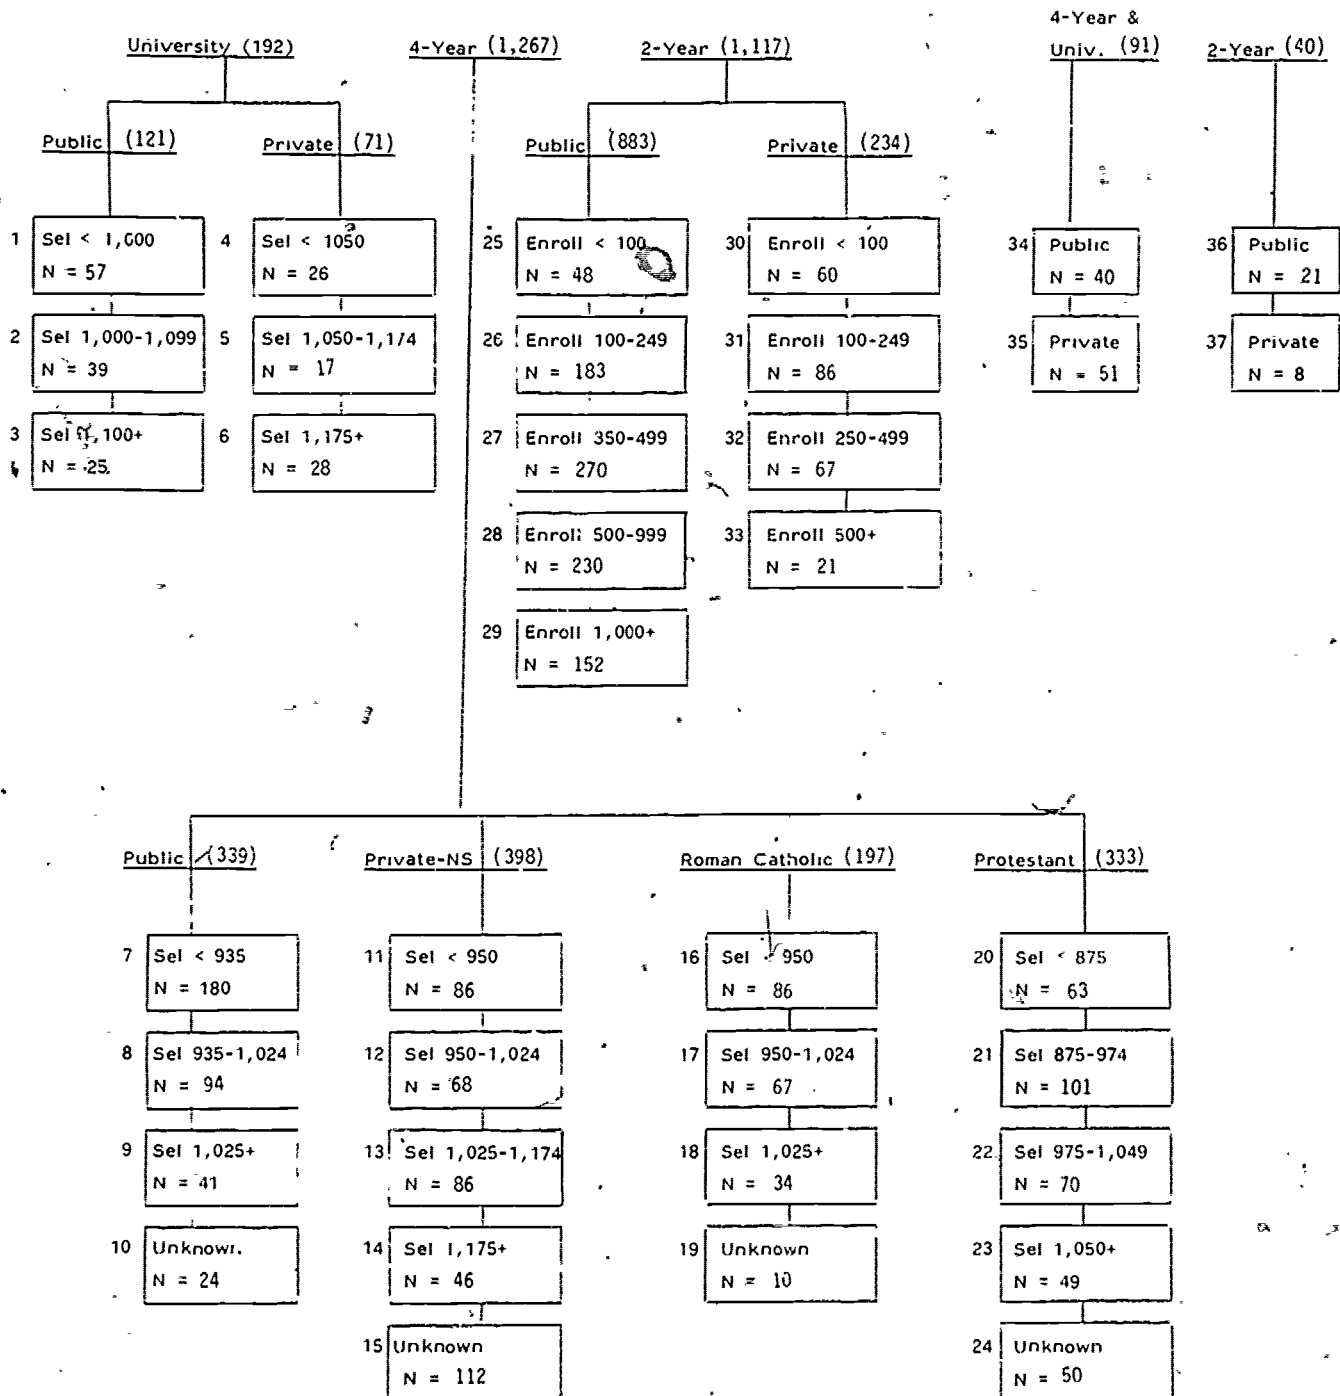 4-Year &
University (192)
4-Year (1,267)
2-Year (1,117)
Univ. (91)
2-Year (40)
Public (121)
Private (71)
Public (883)
Private (234)
1 Sel < 1,000
N = 57
4 Sel < 1050
N = 26
25 Enroll < 100
N = 48
30 Enroll < 100
N = 60
34 Public
N = 40
36 Public
N = 21
2 Sel 1,000-1,099
N = 39
5 Sel 1,050-1,174
N = 17
26 Enroll 100-249
N = 183
31 Enroll 100-249
N = 86
35 Private
N = 51
37 Private
N = 8
3 Sel 1,100+
N = 25
6 Sel 1,175+
N = 28
27 Enroll 350-499
N = 270
32 Enroll 250-499
N = 67
28 Enroll 500-999
N = 230
33 Enroll 500+
N = 21
29 Enroll 1,000+
N = 152
Public (339)
Private-NS (398)
Roman Catholic (197)
Protestant (333)
7 Sel < 935
N = 180
11 Sel < 950
N = 86
16 Sel < 950
N = 86
20 Sel < 875
N = 63
8 Sel 935-1,024
N = 94
12 Sel 950-1,024
N = 68
17 Sel 950-1,024
N = 67
21 Sel 875-974
N = 101
9 Sel 1,025+
N = 41
13 Sel 1,025-1,174
N = 86
18 Sel 1,025+
N = 34
22 Sel 975-1,049
N = 70
10 Unknown
N = 24
14 Sel 1,175+
N = 46
19 Unknown
N = 10
23 Sel 1,050+
N = 49
15 Unknown
N = 112
24 Unknown
N = 50